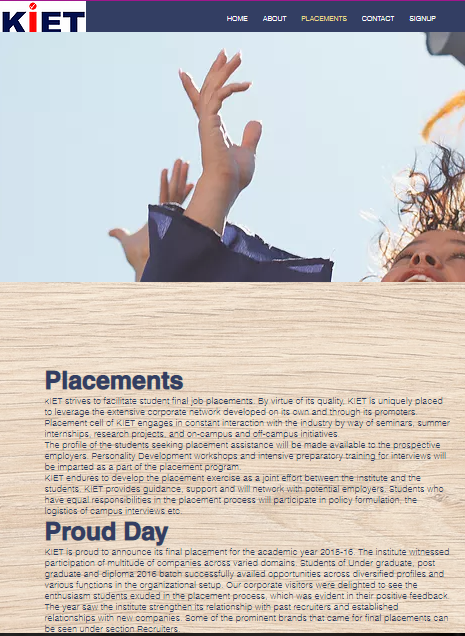 KIET
HOME ABOUT PLACEMENTS CONTACT SIGNUP
Placements
KIET strives to facilitate student final job placements. By virtue of its quality, KIET is uniquely placed
to leverage the extensive corporate network developed on its own and through its promoters.
Placement cell of KIET engages in constant interaction with the industry by way of seminars, summer
internships, research projects, and on-campus and off-campus initiatives.
The profile of the students seeking placement assistance will be made available to the prospective
employers. Personality Development workshops and intensive preparatory training for interviews will
be imparted as a part of the placement program.
KIET endures to develop the placement exercise as a joint effort between the institute and the
students. KIET provides guidance, support and will network with potential employers. Students who
have equal responsibilities in the placement process will participate in policy formulation, the
logistics of campus interviews etc.
Proud Day
KIET is proud to announce its final placement for the academic year 2015-16. The institute witnessed
participation of multitude of companies across varied domains. Students of Under graduate, post
graduate and diploma 2016 batch successfully availed opportunities across diversified profiles and
various functions in the organizational setup. Our corporate visitors were delighted to see the
enthusiasm students exuded in the placement process, which was evident in their positive feedback.
The year saw the institute strengthen its relationship with past recruiters and established
relationships with new companies. Some of the prominent brands that came for final placements can
be seen under section Recruiters.